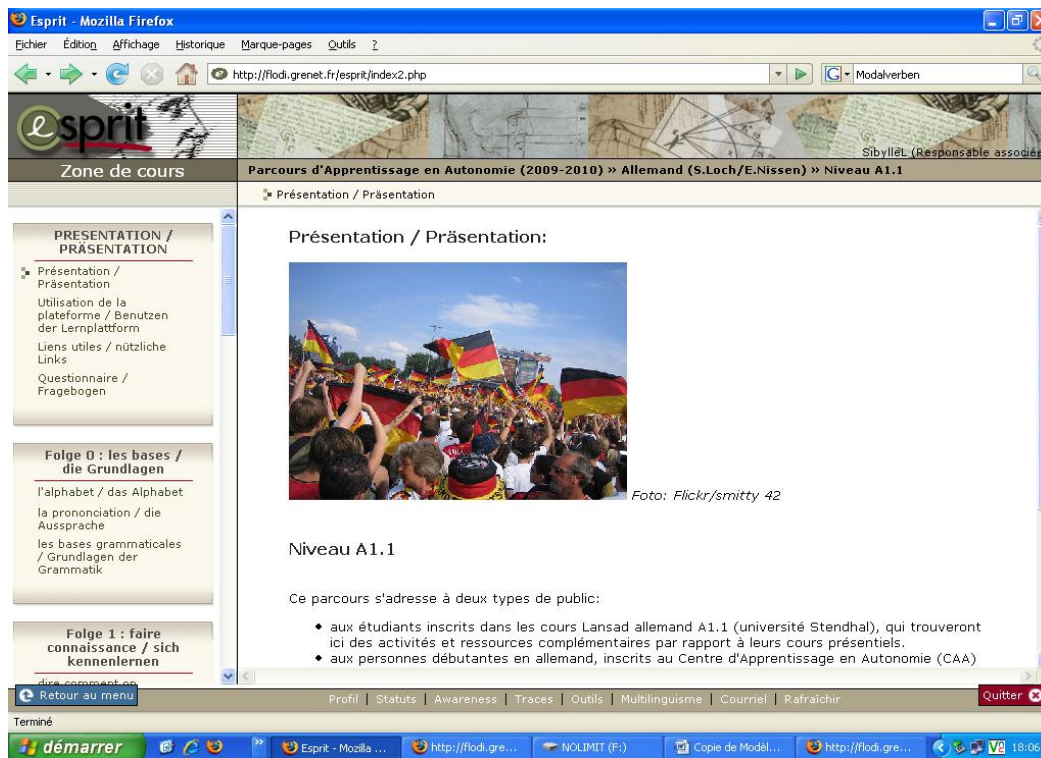 Esprit - Mozilla Firefox
Fichier Édition Affichage Historique Marque-pages Outils ?
http://flodi.grenet.fr/esprit/index2.php
Modalverben
esprit
SibylleL (Responsable associée
Zone de cours
Parcours d'Apprentissage en Autonomie (2009-2010) » Allemand (S.Loch/E.Nissen) » Niveau A1.1
Présentation / Präsentation
PRESENTATION /
PRÄSENTATION
Présentation /
Präsentation
Utilisation de la
plateforme / Benutzen
der Lernplattform
Liens utiles / nützliche
Links
Questionnaire /
Fragebogen
Folge 0 : les bases /
die Grundlagen
l'alphabet / das Alphabet
la prononciation / die
Aussprache
les bases grammaticales
/ Grundlagen der
Grammatik
Folge 1 : faire
connaissance / sich
kennenlernen
dire comment on
Présentation / Präsentation:
Foto: Flickr/smitty 42
Niveau A1.1
Ce parcours s'adresse à deux types de public:
aux étudiants inscrits dans les cours Lansad allemand A1.1 (université Stendhal), qui trouveront
ici des activités et ressources complémentaires par rapport à leurs cours présentiels.
aux personnes débutantes en allemand, inscrits au Centre d'Apprentissage en Autonomie (CAA)
Retour au menu
Profil | Statuts | Awareness | Traces | Outils | Multilinguisme | Courriel | Rafraîchir
Quitter
Terminé
démarrer
Esprit - Mozilla ...
http://flodi.gre...
NOLIMIT (F:)
Copie de Modèl...
http://flodi.gre...
18:06